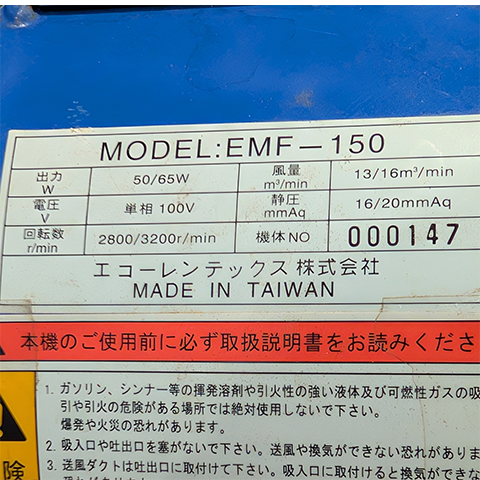 MODEL:EMF-150
出力 W 50/65W 風量 m³/min 13/16m³/min
電圧 V 単相 100V 静圧 mmAq 16/20mmAq
回転数 r/min 2800/3200r/min 機体NO 000147
エコーレンテックス株式会社
MADE IN TAIWAN
本機のご使用前に必ず取扱説明書をお読みくださ
1. ガソリン、シンナー等の揮発溶剤や引火性の強い液体及び可燃性ガスの吸
引や引火の危険がある場所では絶対使用しないで下さい。
爆発や火災の恐れがあります。
2. 吸入口や吐出口を塞がないで下さい。送風や換気ができない恐れがあ
険
3. 送風ダクトは吐出口に取付けて下さい。吸入口に取付けると換気ができな